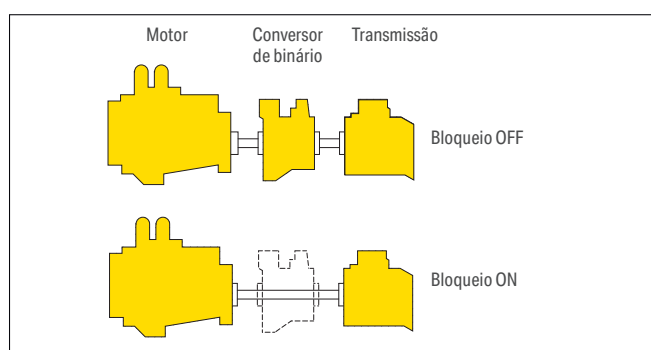 Motor
Conversor
de binário
Transmissão
Bloqueio OFF
Bloqueio ON